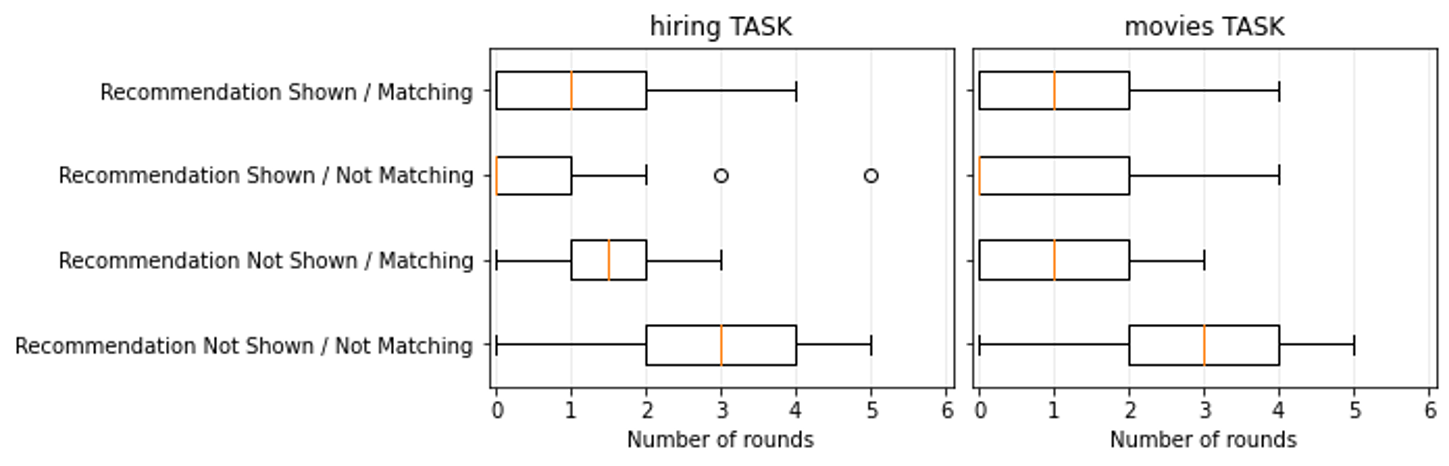 hiring TASK
movies TASK
Recommendation Shown / Matching
Recommendation Shown / Not Matching
Recommendation Not Shown / Matching
Recommendation Not Shown / Not Matching
0 1 2 3 4 5 6
0 1 2 3 4 5 6
Number of rounds
Number of rounds